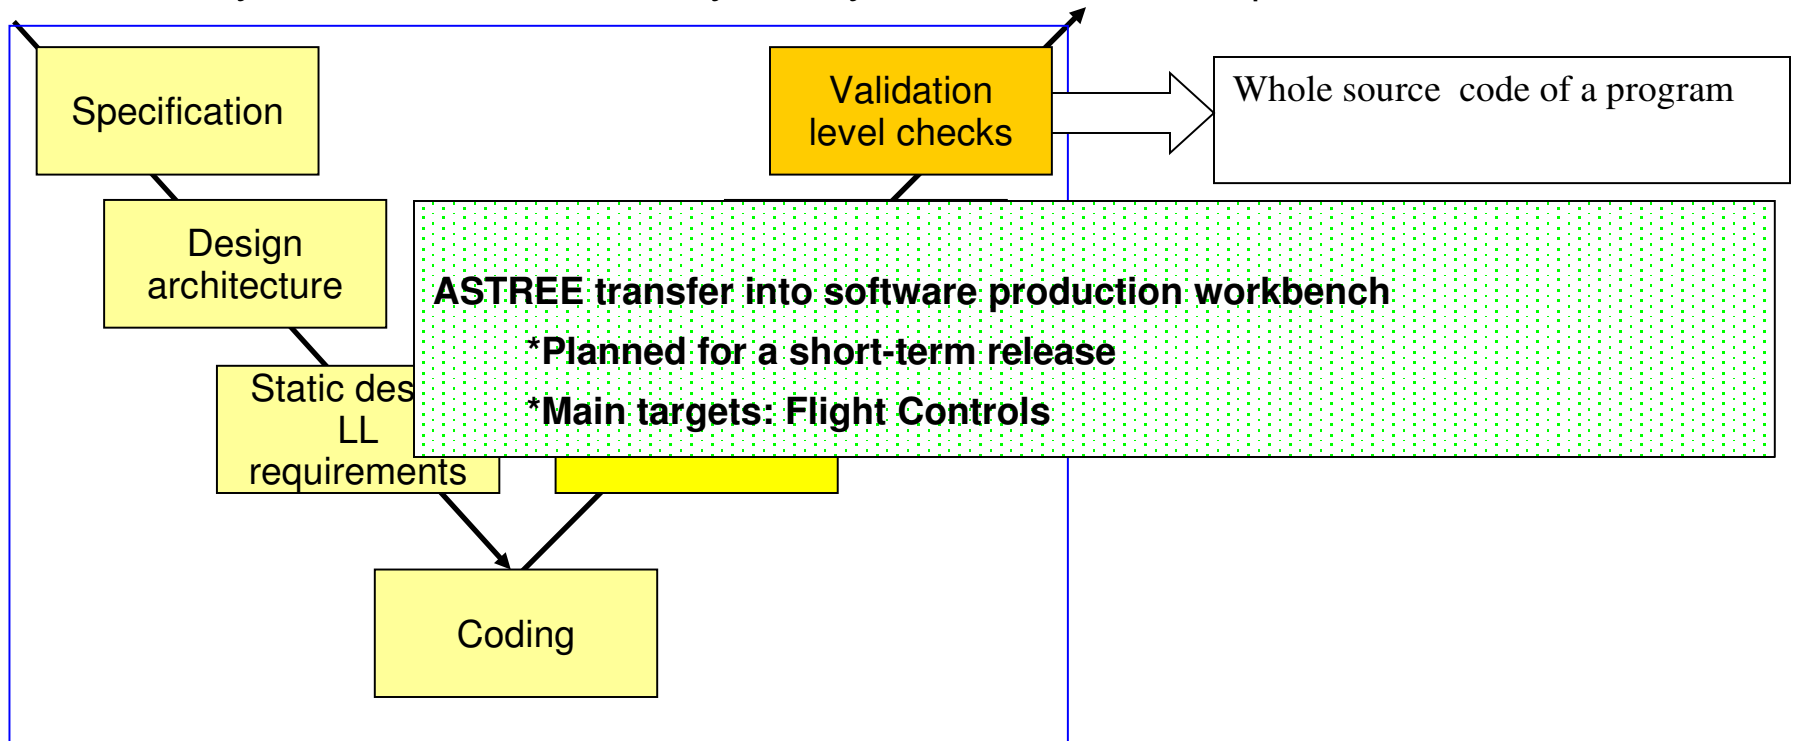 Specification
Validation
level checks
Whole source code of a program
Design
architecture
ASTREE transfer into software production workbench
*Planned for a short-term release
*Main targets: Flight Controls
Static des
LL
requirements
Coding